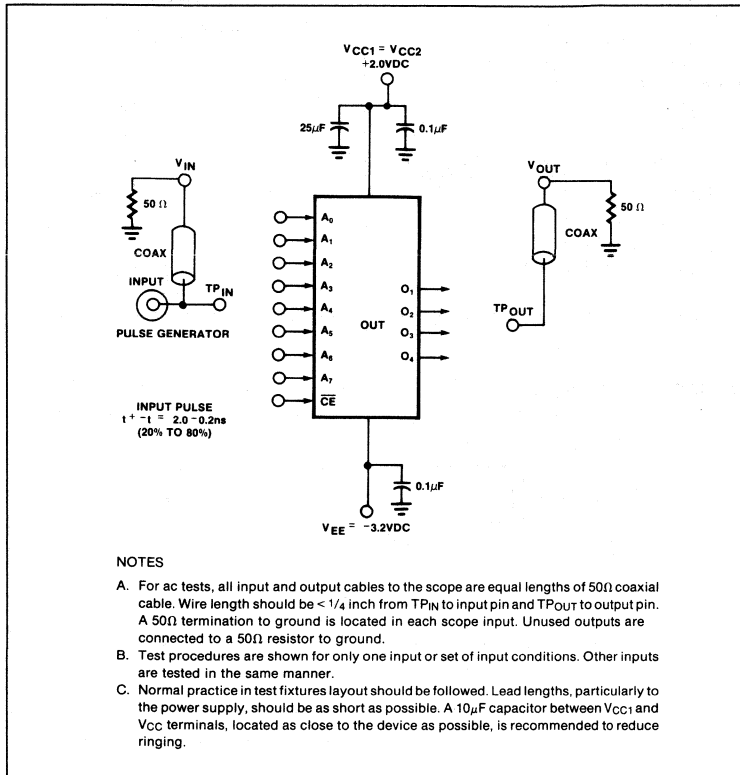 VCC1 = VCC2
+2.0VDC
25μF
0.1μF
VIN
50 Ω
COAX
INPUT
TPIN
PULSE GENERATOR
INPUT PULSE
t + -t = 2.0 -0.2ns
(20% TO 80%)
A0
A1
A2
A3
A4
A5
A6
A7
CE
OUT
O1
O2
O3
O4
VOUT
50 Ω
COAX
TPOUT
0.1μF
VEE = -3.2VDC
NOTES
A. For ac tests, all input and output cables to the scope are equal lengths of 50Ω coaxial
cable. Wire length should be < 1/4 inch from TPIN to input pin and TPOUT to output pin.
A 50Ω termination to ground is located in each scope input. Unused outputs are
connected to a 50Ω resistor to ground.
B. Test procedures are shown for only one input or set of input conditions. Other inputs
are tested in the same manner.
C. Normal practice in test fixtures layout should be followed. Lead lengths, particularly to
the power supply, should be as short as possible. A 10μF capacitor between VCC1 and
VCC terminals, located as close to the device as possible, is recommended to reduce
ringing.